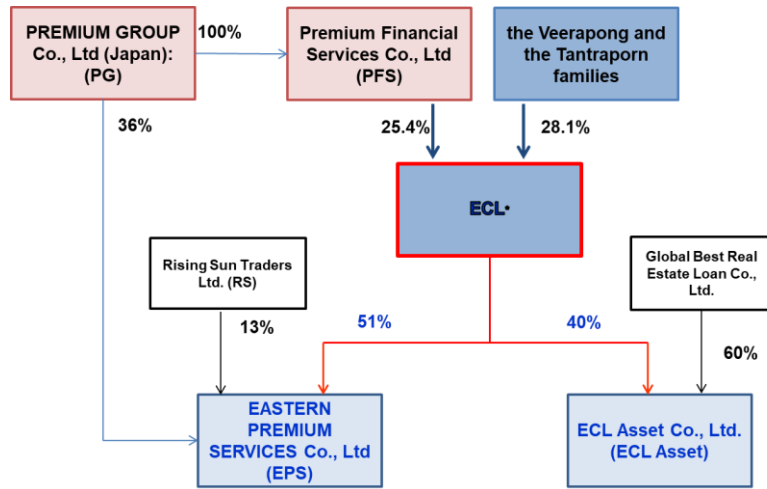 PREMIUM GROUP
Co., Ltd (Japan):
(PG)
100%
Premium Financial
Services Co., Ltd
(PFS)
the Veerapong and
the Tantraporn
families
36%
25.4%
28.1%
ECL•
Rising Sun Traders
Ltd. (RS)
Global Best Real
Estate Loan Co.,
Ltd.
13%
51%
40%
60%
EASTERN
PREMIUM
SERVICES Co., Ltd
(EPS)
ECL Asset Co., Ltd.
(ECL Asset)